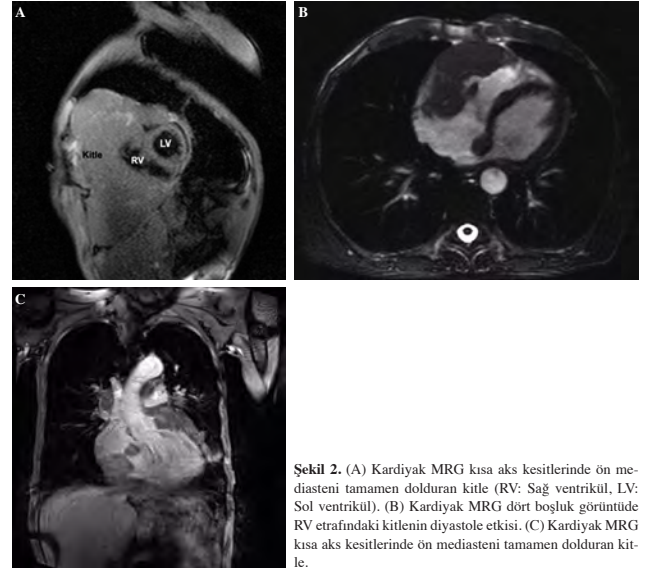 A
B
Kitle
RV
LV
C
Şekil 2. (A) Kardiyak MRG kısa aks kesitlerinde ön me-
diasteni tamamen dolduran kitle (RV: Sağ ventrikül, LV:
Sol ventrikül). (B) Kardiyak MRG dört boşluk görüntüde
RV etrafındaki kitlenin diyastole etkisi. (C) Kardiyak MRG
kısa aks kesitlerinde ön mediasteni tamamen dolduran kit-
le.